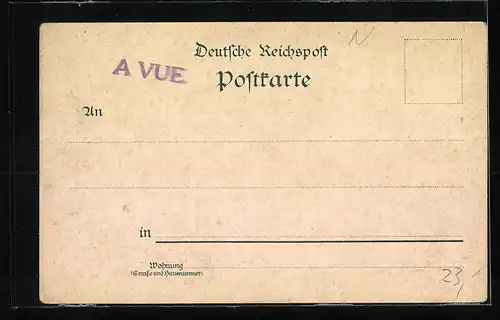 Deutsche Reichspost
A VUE
Postkarte
N
An
in
Wohnung
(Straße und Hausnummer)
23,